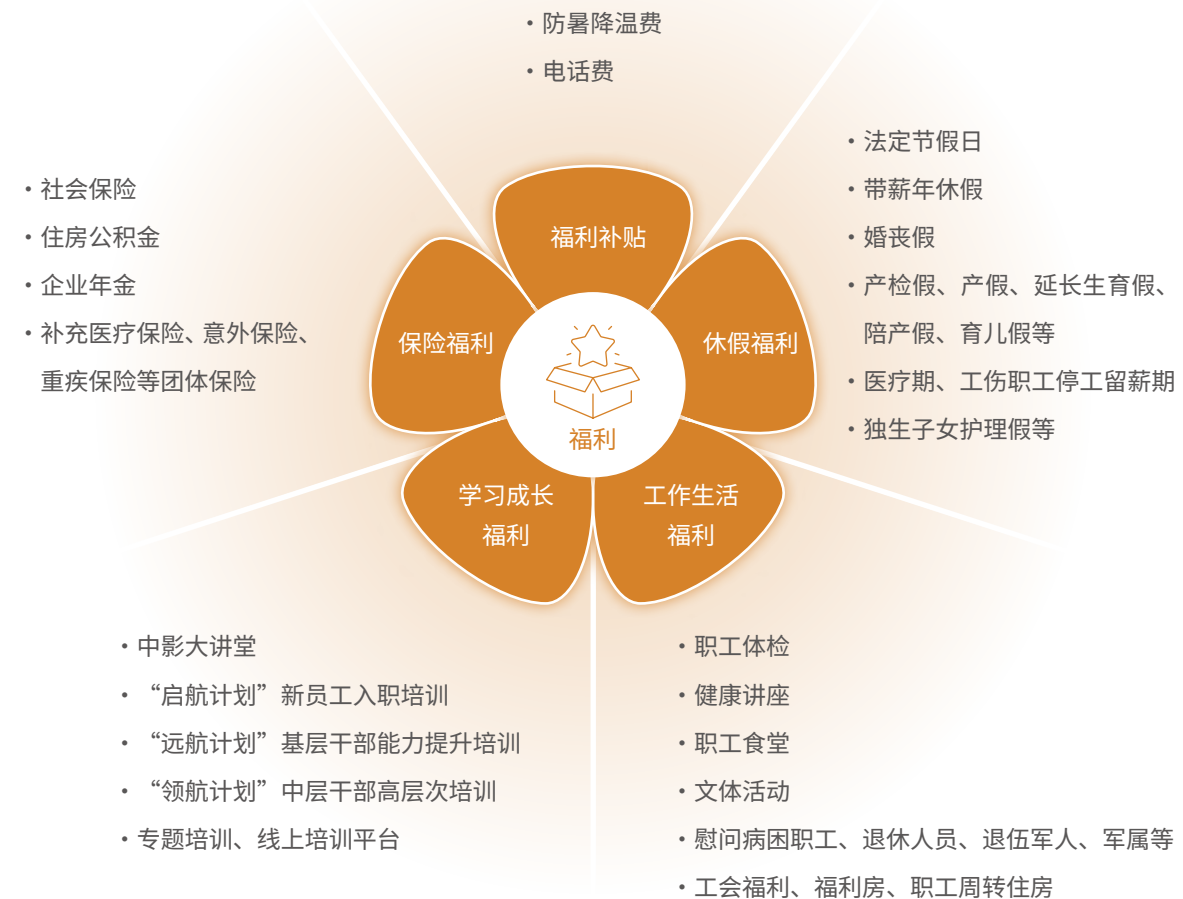 ・防暑降温费
・电话费
福利补贴
・社会保险
・住房公积金
・企业年金
・补充医疗保险、意外保险、
重疾保险等团体保险
保险福利
・法定节假日
・带薪年休假
・婚丧假
・产检假、产假、延长生育假、
陪产假、育儿假等
・医疗期、工伤职工停工留薪期
・独生子女护理假等
休假福利
福利
学习成长
福利
工作生活
福利
・中影大讲堂
・“启航计划”新员工入职培训
・“远航计划”基层干部能力提升培训
・“领航计划”中层干部高层次培训
・专题培训、线上培训平台
・职工体检
・健康讲座
・职工食堂
・文体活动
・慰问病困职工、退休人员、退伍军人、军属等
・工会福利、福利房、职工周转住房